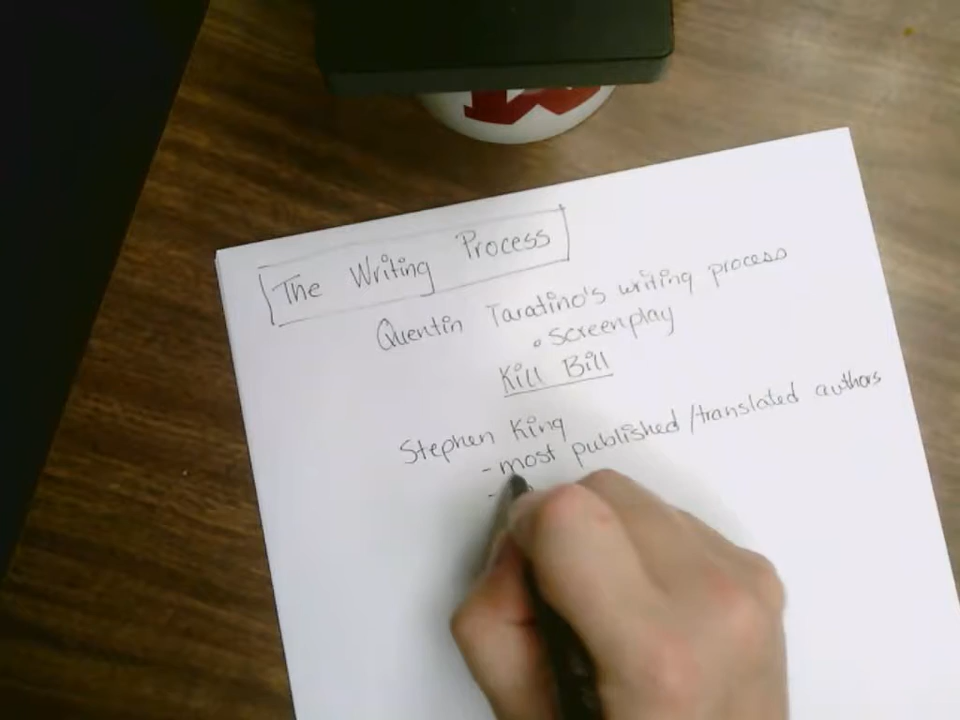 The Writing Process
Quentin Taratino's writing process
• screenplay
Kill Bill
Stephen King
- most published/translated authors
-